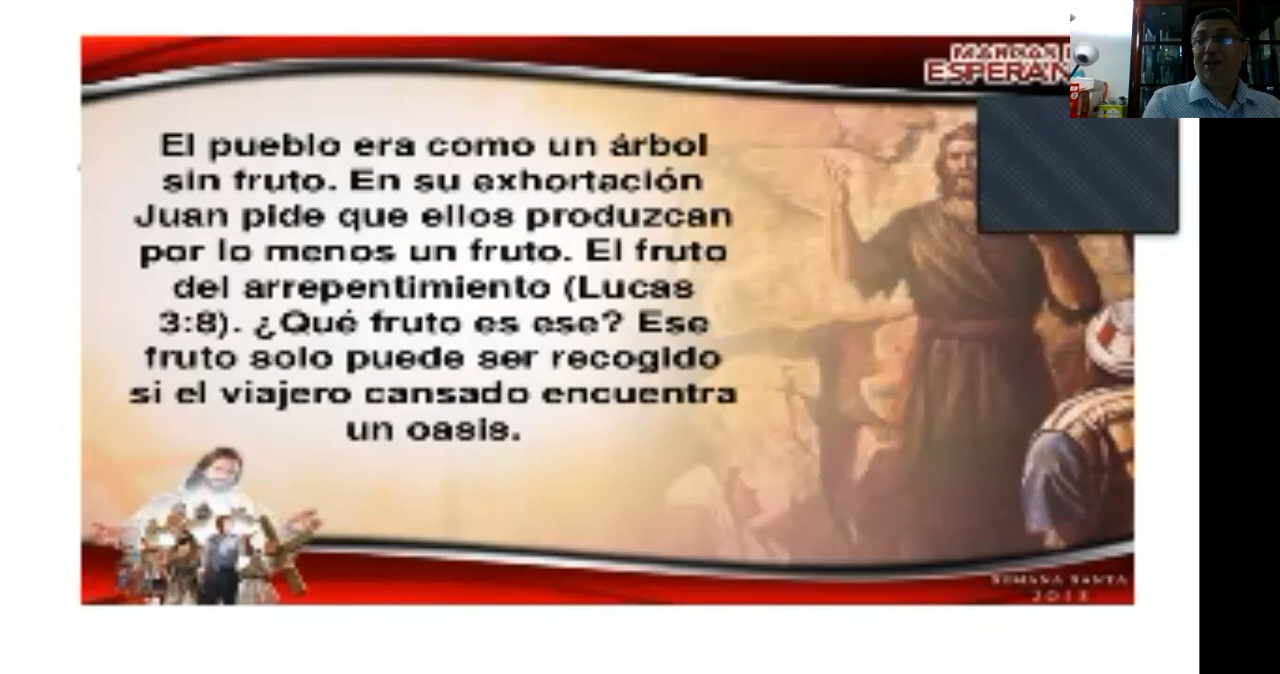 MARCAS D
ESPERAN
El pueblo era como un árbol
sin fruto. En su exhortación
Juan pide que ellos produzcan
por lo menos un fruto. El fruto
del arrepentimiento (Lucas
3:8). ¿Qué fruto es ese? Ese
fruto solo puede ser recogido
si el viajero cansado encuentra
un oasis.
SEMANA SANTA